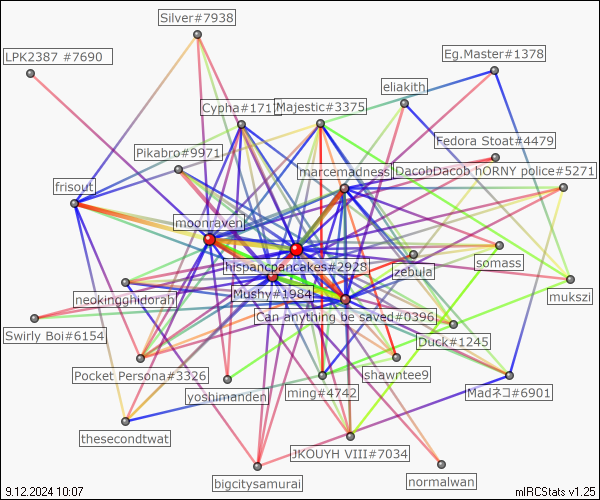 Silver#7938
LPK2387 #7690
Eg.Master#1378
eliakith
Cypha#1717
Majestic#3375
Fedora Stoat#4479
Pikabro#9971
marcemadness
DacobDacob hORNY police#5271
frisout
moonraven
hispancpancakes#2928
zebula
somass
Mushy#1984
mukszi
neokingghidorah
Can anything be saved#0396
Swirly Boi#6154
Duck#1245
Pocket Persona#3326
shawntee9
yoshimanden
ming#4742
Madネコ#6901
thesecondtwat
JKOUYH VIII#7034
bigcitysamurai
normalwan
9.12.2024 10:07
mIRCStats v1.25